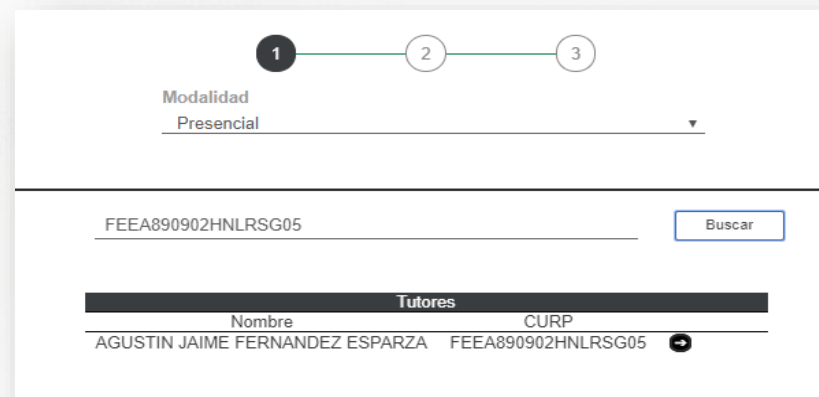 1 2 3
Modalidad
Presencial
FEEA890902HNLRSG05 Buscar
Tutores
Nombre CURP
AGUSTIN JAIME FERNANDEZ ESPARZA FEEA890902HNLRSG05